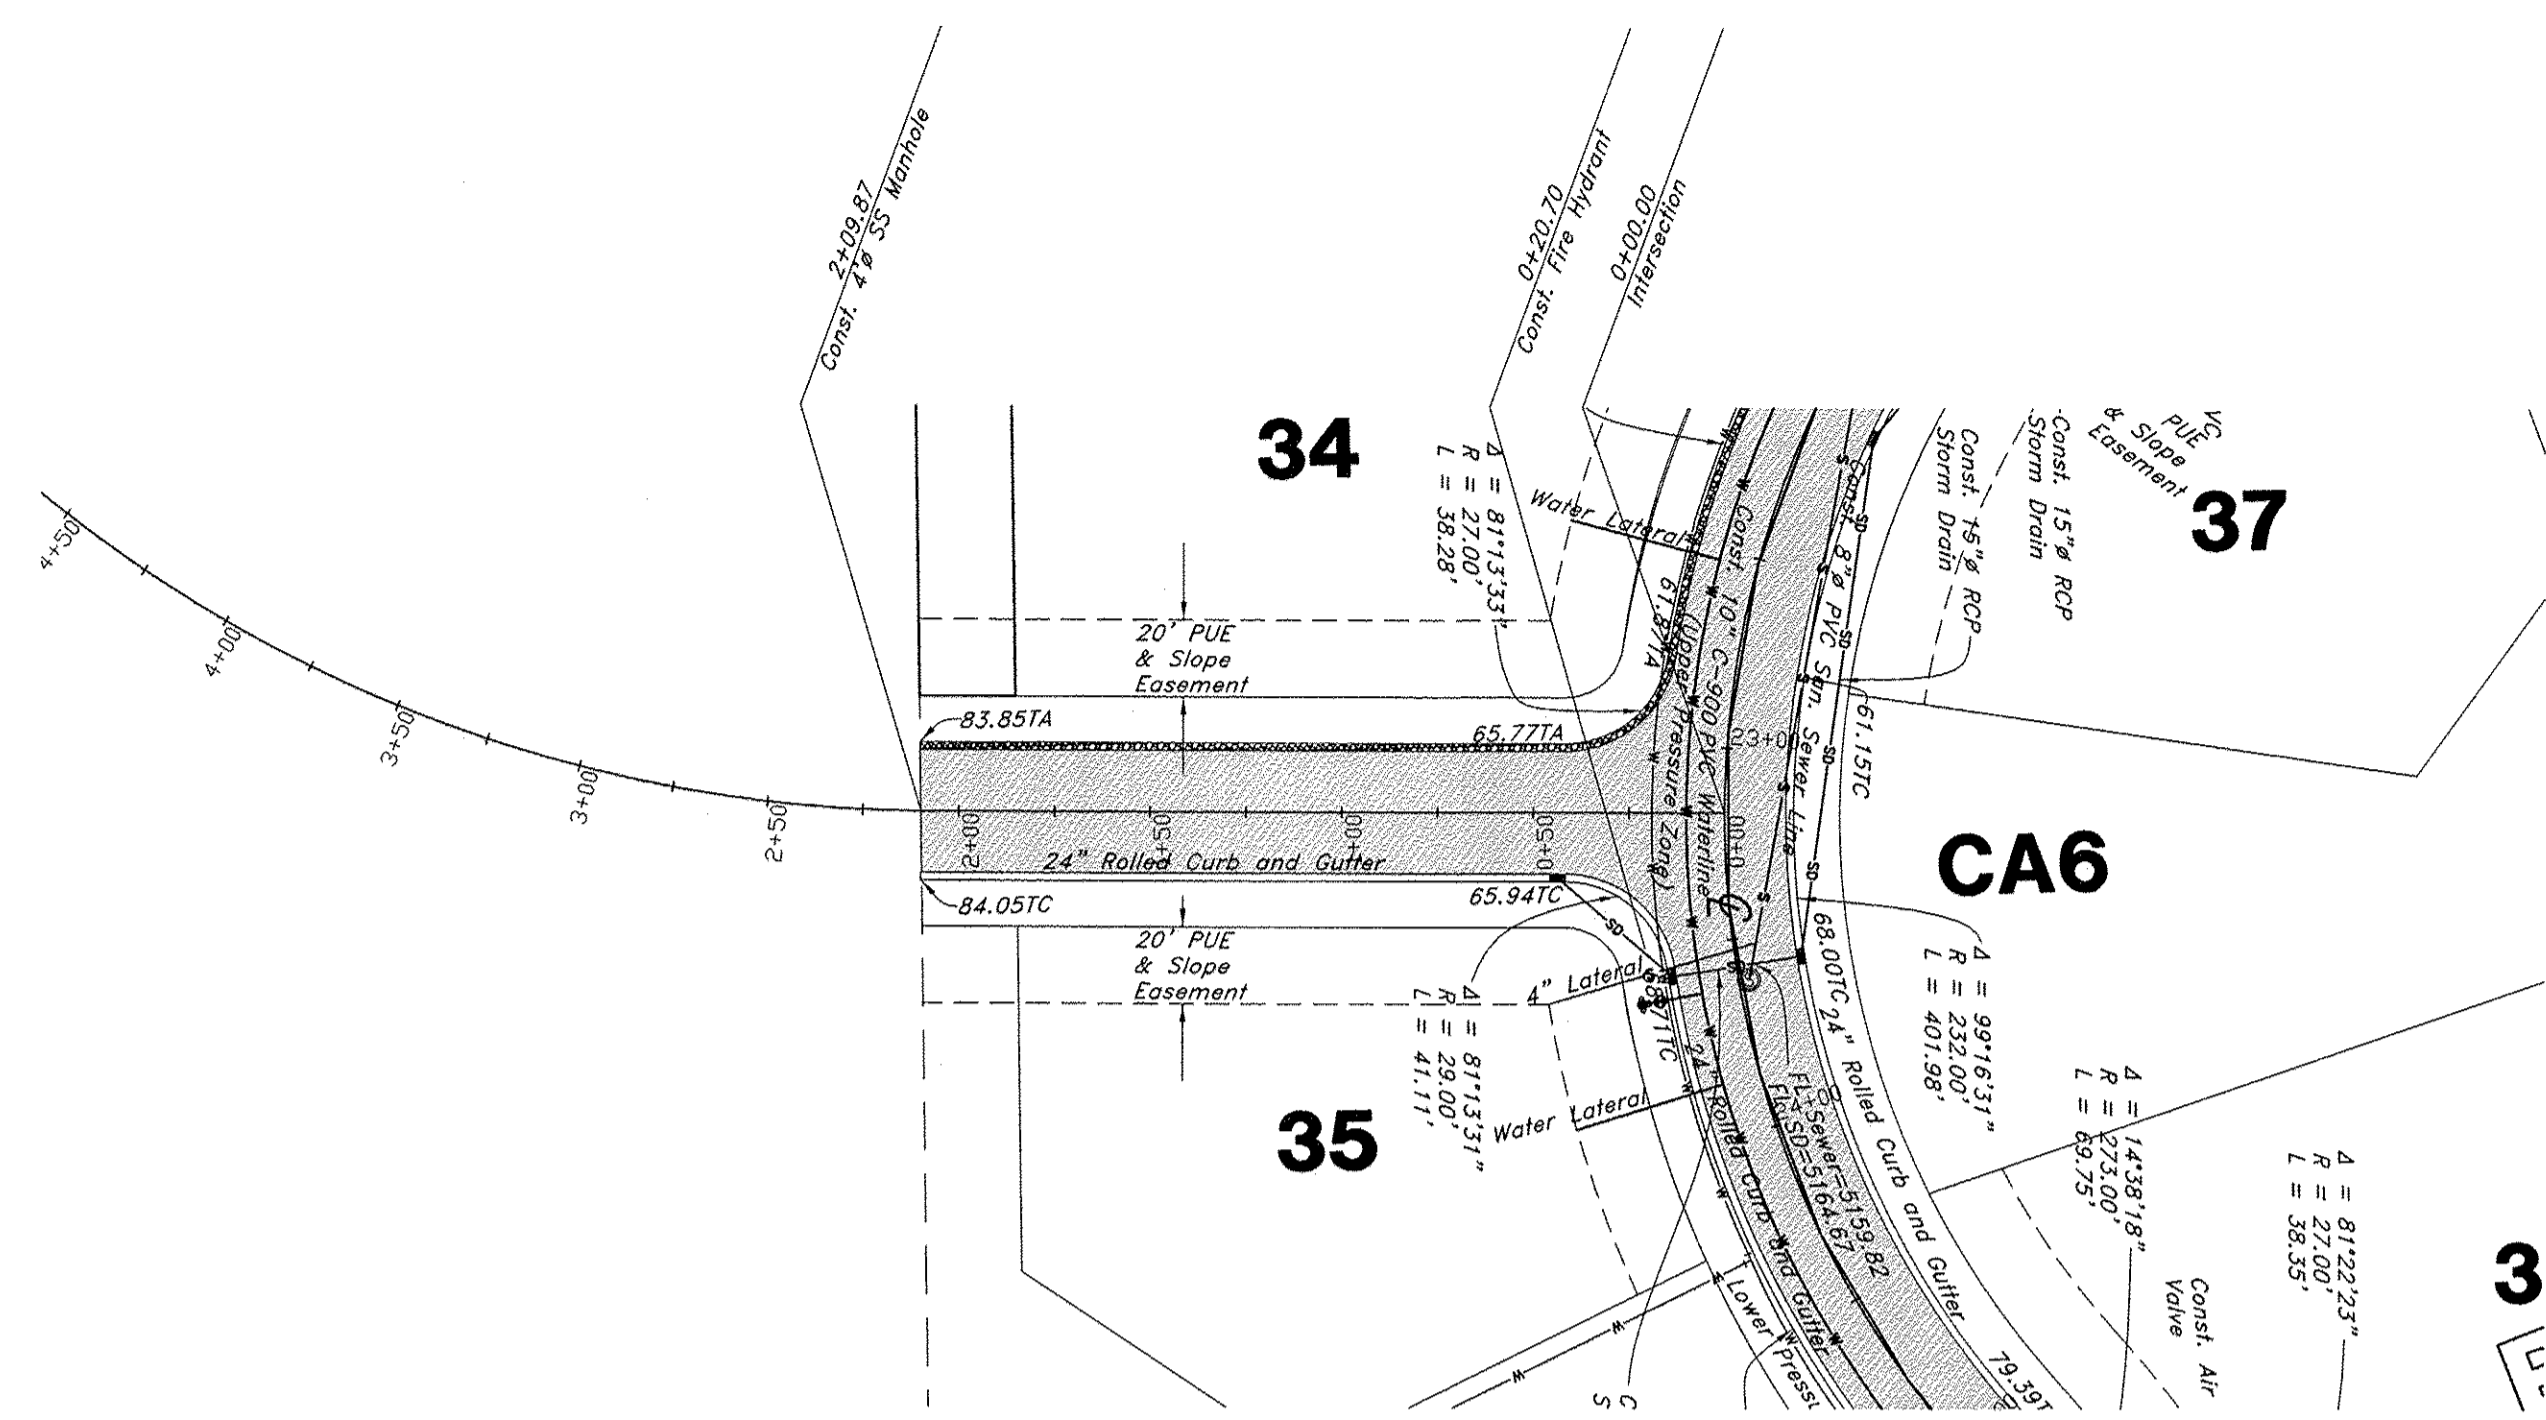 2+09.87
Const. 4'ø SS Manhole
0+20.70
Const. Fire Hydrant
0+00.00
Intersection
34
Δ = 81°13'33"
R = 27.00'
L = 38.28'
Water Lateral
61.87TA
Const. 10" C-900 PVC Waterline
(Upper Pressure Zone)
Const. 8"ø PVC San. Sewer Line
Const. 15"ø RCP
Storm Drain
Const. 15"ø RCP
Storm Drain
VC
PUE
& Slope
Easement
37
4+50
4+00
3+50
3+00
2+50
2+00
1+50
1+00
0+50
0+00
23+00
20' PUE
& Slope
Easement
83.85TA
65.77TA
61.15TC
24" Rolled Curb and Gutter
84.05TC
65.94TC
CA6
20' PUE
& Slope
Easement
4" Lateral
Δ = 81°13'31"
R = 29.00'
L = 41.11'
35
Water Lateral
24" Rolled Curb and Gutter
FL Sewer=5159.82
SD=5164.67
68.00TC
24" Rolled Curb and Gutter
Δ = 99°16'31"
R = 232.00'
L = 401.98'
Δ = 14°38'18"
R = 273.00'
L = 69.75'
Δ = 81°22'23"
R = 27.00'
L = 38.35'
Const. Air
Valve
Lower Pressu
79.39T
3
C
S